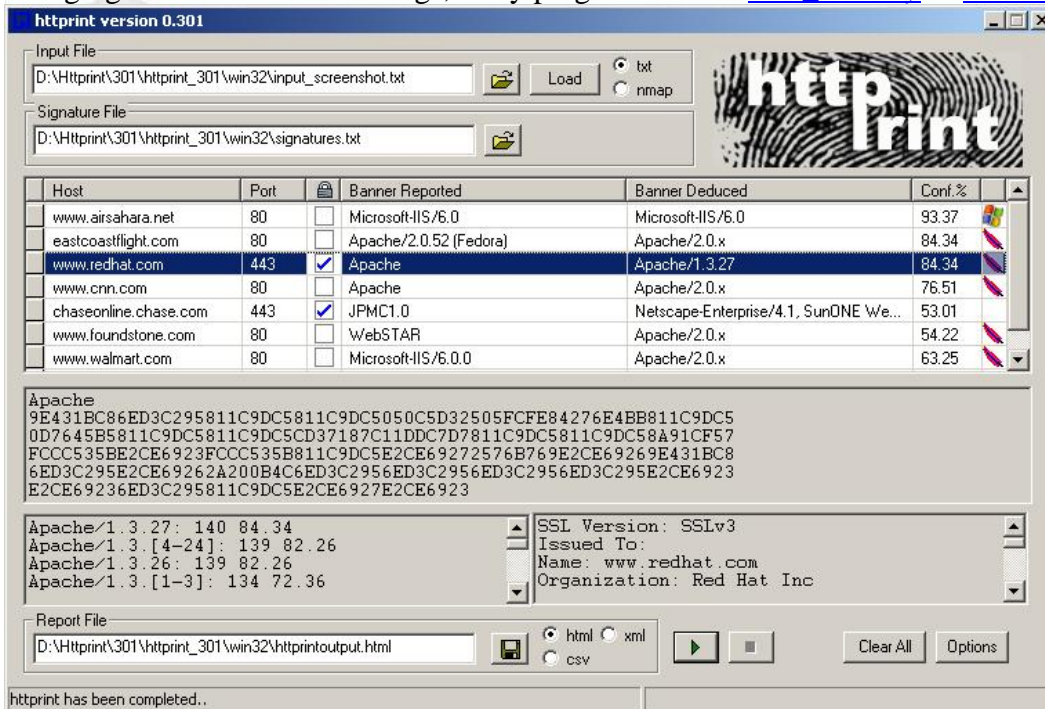 httprint version 0.301
Input File
D:\Httprint\301\httprint_301\win32\input_screenshot.txt
Load
txt
nmap
Signature File
D:\Httprint\301\httprint_301\win32\signatures.txt
http
print
Host Port Banner Reported Banner Deduced Conf.%
www.airsahara.net 80 Microsoft-IIS/6.0 Microsoft-IIS/6.0 93.37
eastcoastflight.com 80 Apache/2.0.52 (Fedora) Apache/2.0.x 84.34
www.redhat.com 443 Apache Apache/1.3.27 84.34
www.cnn.com 80 Apache Apache/2.0.x 76.51
chaseonline.chase.com 443 JPMC1.0 Netscape-Enterprise/4.1, SunONE We... 53.01
www.foundstone.com 80 WebSTAR Apache/2.0.x 54.22
www.walmart.com 80 Microsoft-IIS/6.0.0 Apache/2.0.x 63.25
Apache
9E431BC86ED3C295811C9DC5811C9DC5050C5D32505FCFE84276E4BB811C9DC5
0D7645B5811C9DC5811C9DC5CD37187C11DDC7D7811C9DC5811C9DC58A91CF57
FCCC535BE2CE6923FCCC535B811C9DC5E2CE69272576B769E2CE69269E431BC8
6ED3C295E2CE69262A200B4C6ED3C2956ED3C2956ED3C2956ED3C295E2CE6923
E2CE69236ED3C295811C9DC5E2CE6927E2CE6923
Apache/1.3.27: 140 84.34
Apache/1.3.[4-24]: 139 82.26
Apache/1.3.26: 139 82.26
Apache/1.3.[1-3]: 134 72.36
SSL Version: SSLv3
Issued To:
Name: www.redhat.com
Organization: Red Hat Inc
Report File
D:\Httprint\301\httprint_301\win32\httprintoutput.html
html xml
csv
Clear All Options
httprint has been completed..